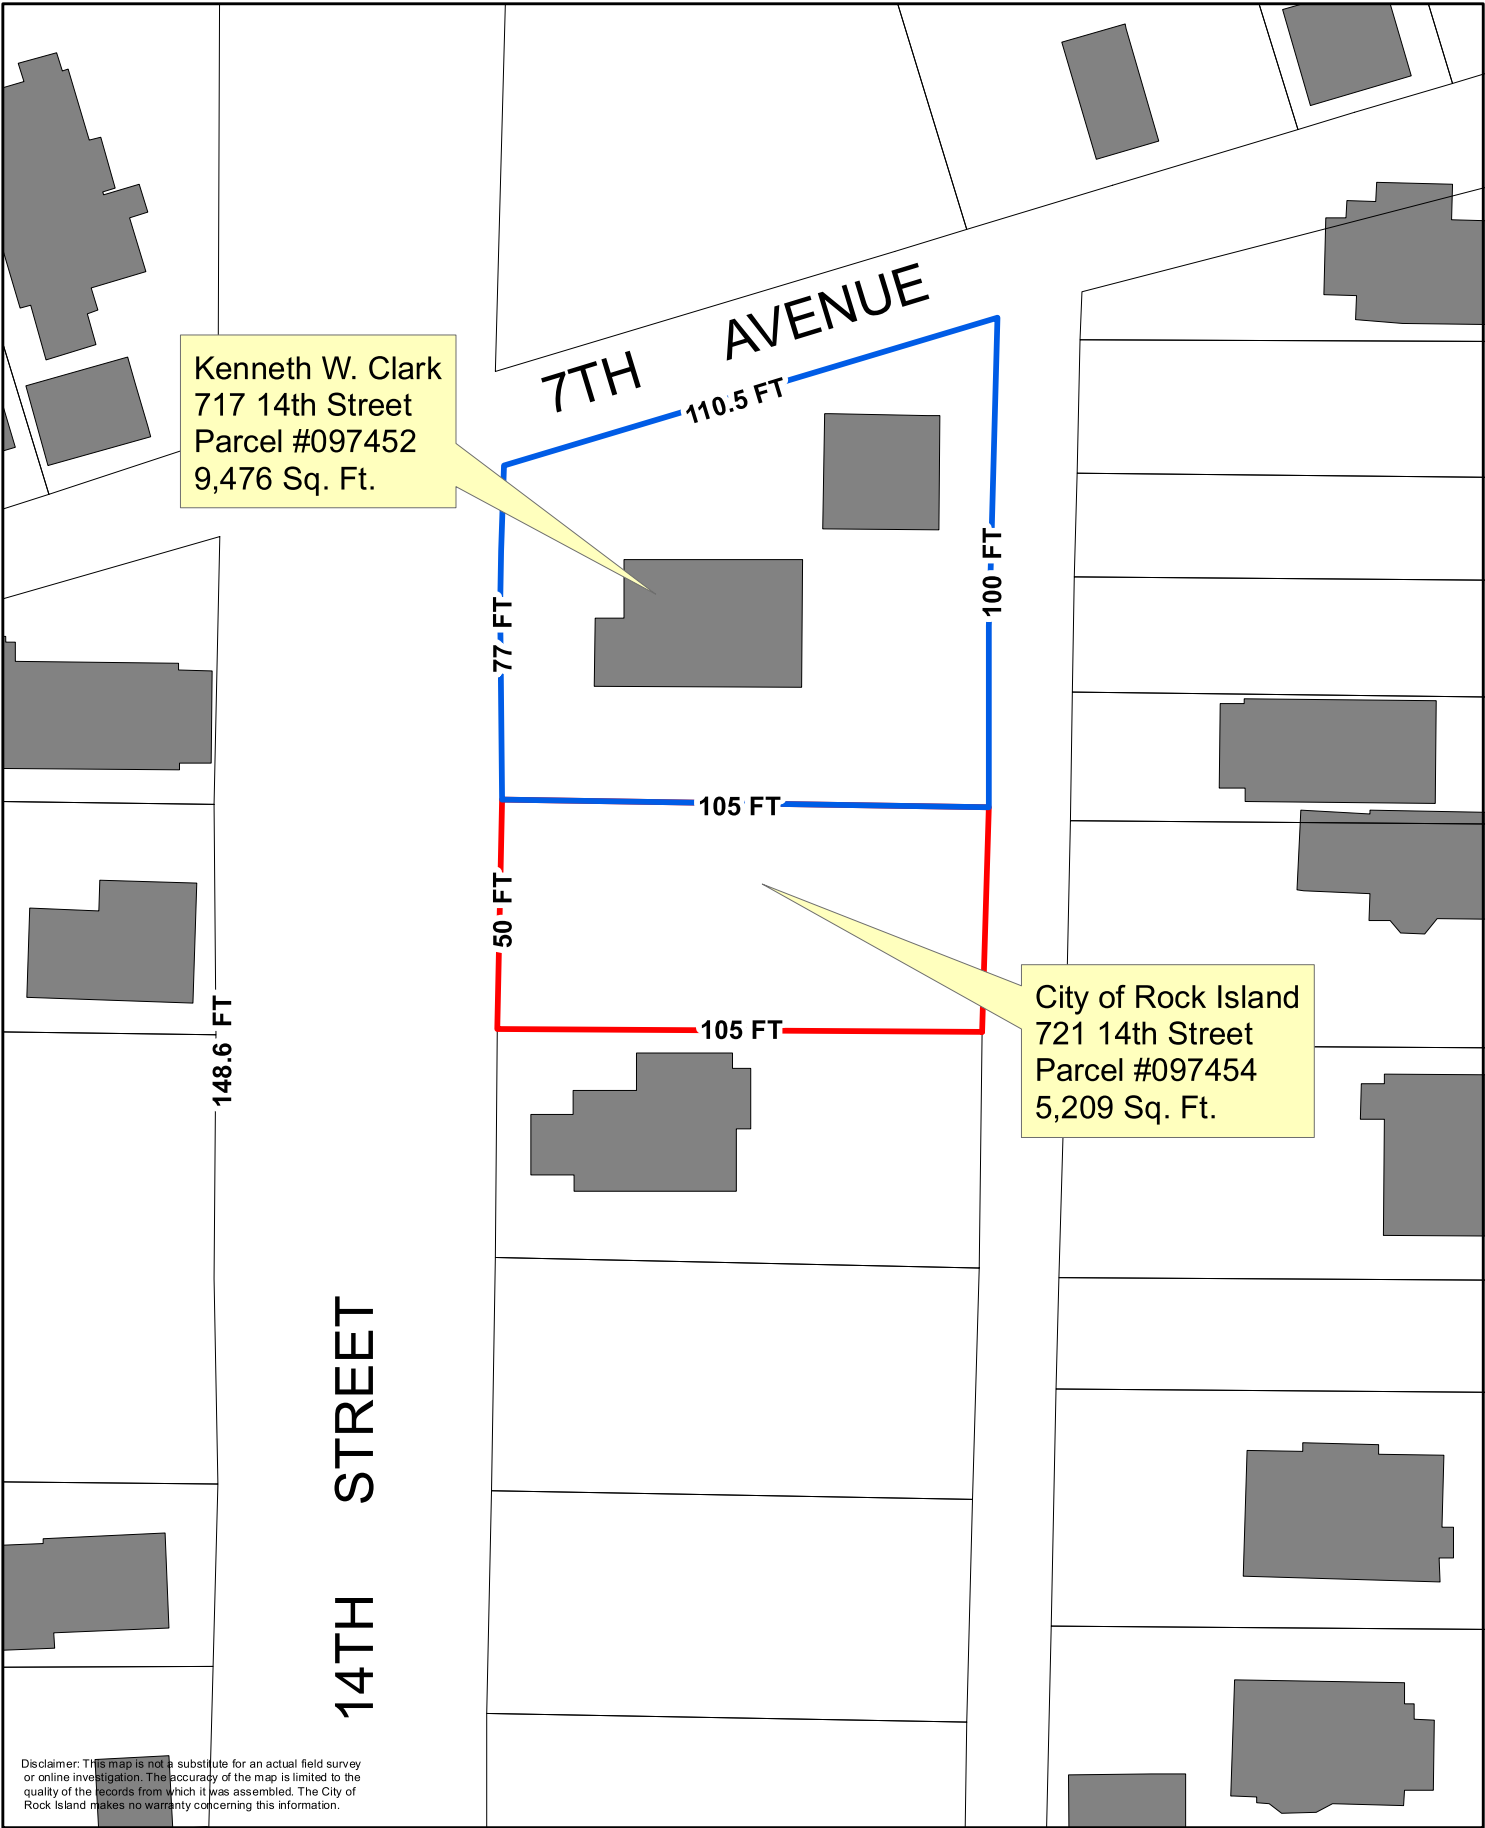 7TH AVENUE
Kenneth W. Clark
717 14th Street
Parcel #097452
9,476 Sq. Ft.
110.5 FT
100 FT
77 FT
105 FT
50 FT
105 FT
City of Rock Island
721 14th Street
Parcel #097454
5,209 Sq. Ft.
148.6 FT
14TH STREET
Disclaimer: This map is not a substitute for an actual field survey
or online investigation. The accuracy of the map is limited to the
quality of the records from which it was assembled. The City of
Rock Island makes no warranty concerning this information.